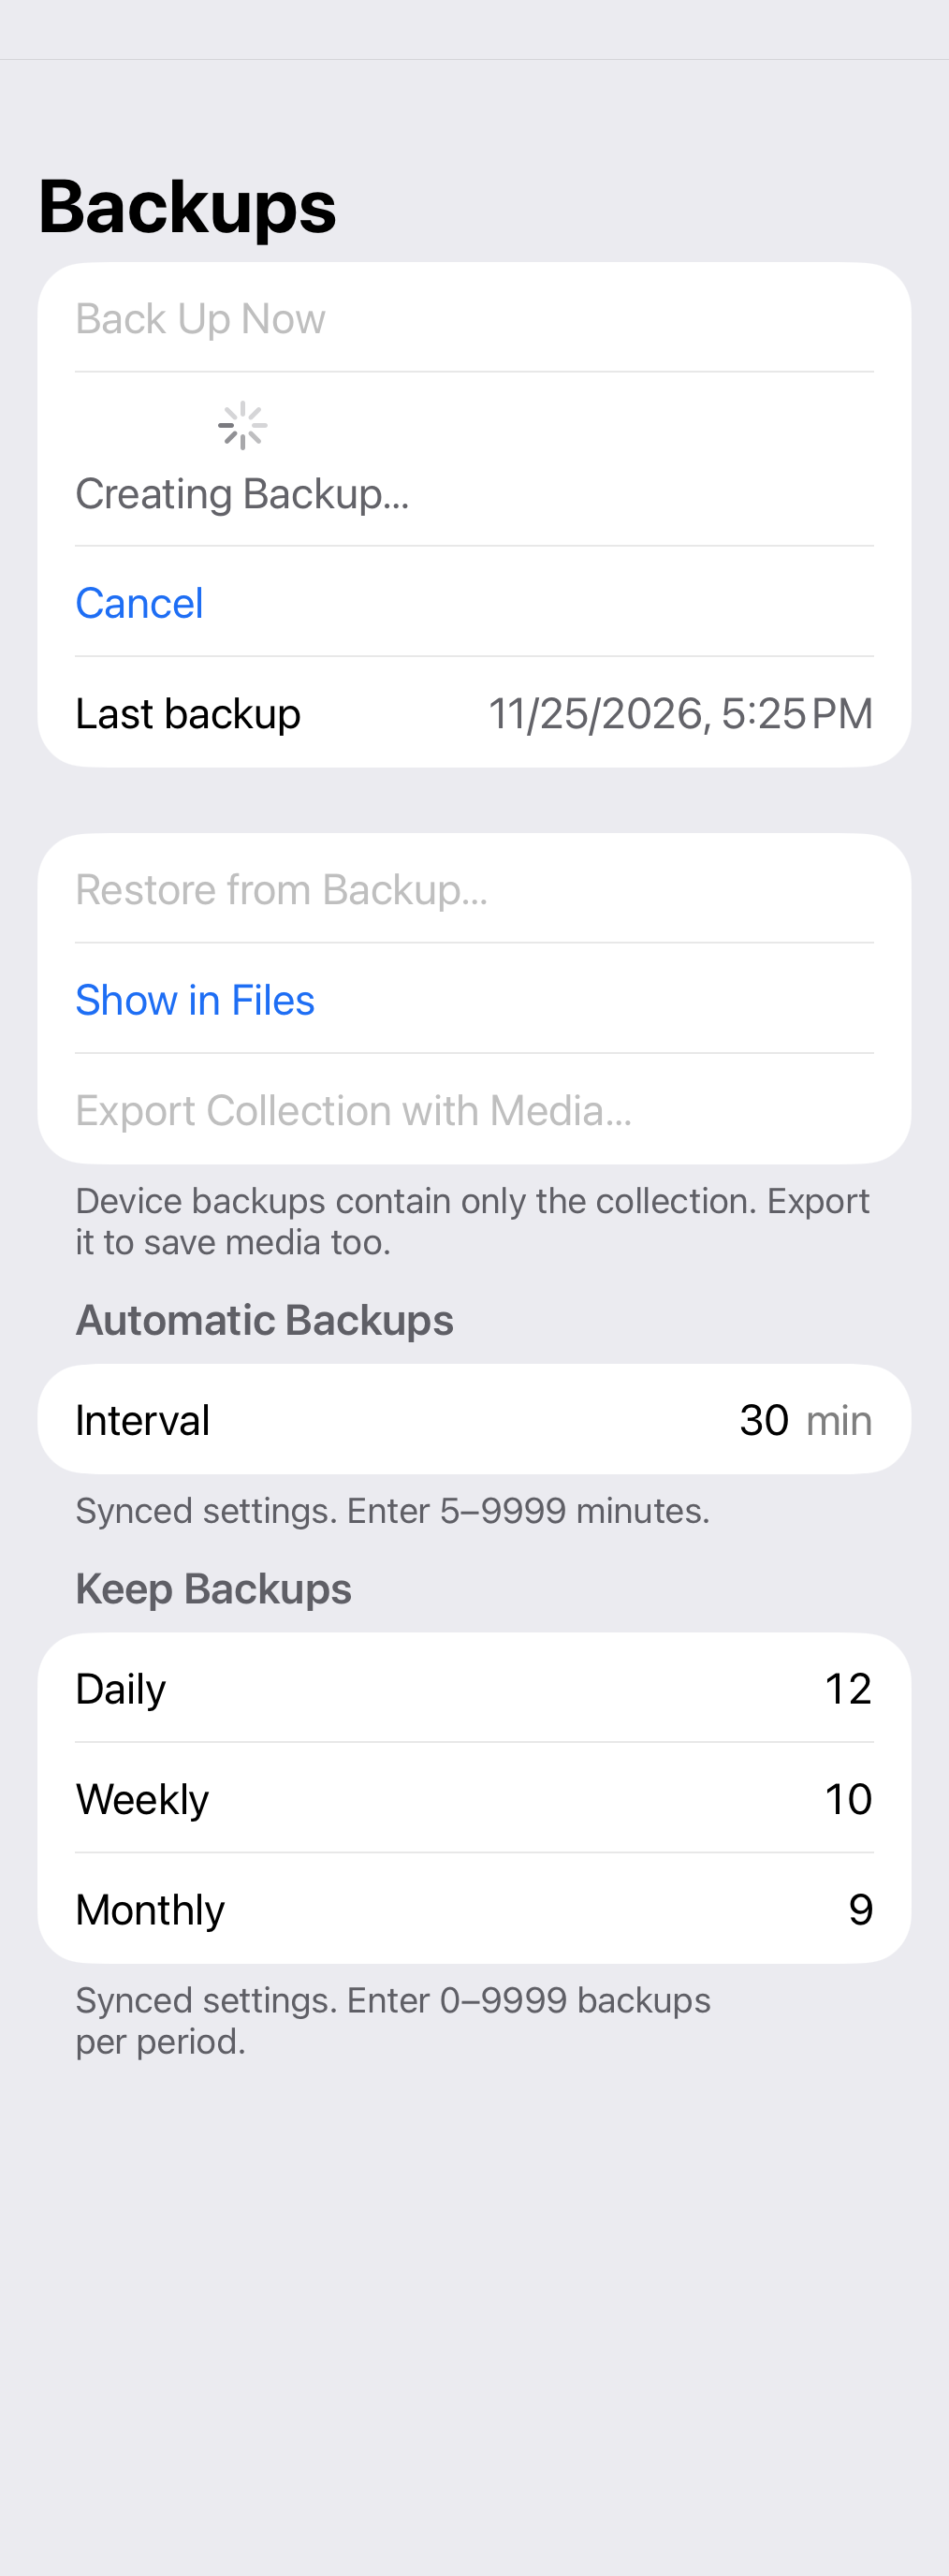 Backups
Back Up Now
Creating Backup...
Cancel
Last backup 11/25/2026, 5:25 PM
Restore from Backup...
Show in Files
Export Collection with Media...
Device backups contain only the collection. Export
it to save media too.
Automatic Backups
Interval 30 min
Synced settings. Enter 5–9999 minutes.
Keep Backups
Daily 12
Weekly 10
Monthly 9
Synced settings. Enter 0–9999 backups
per period.